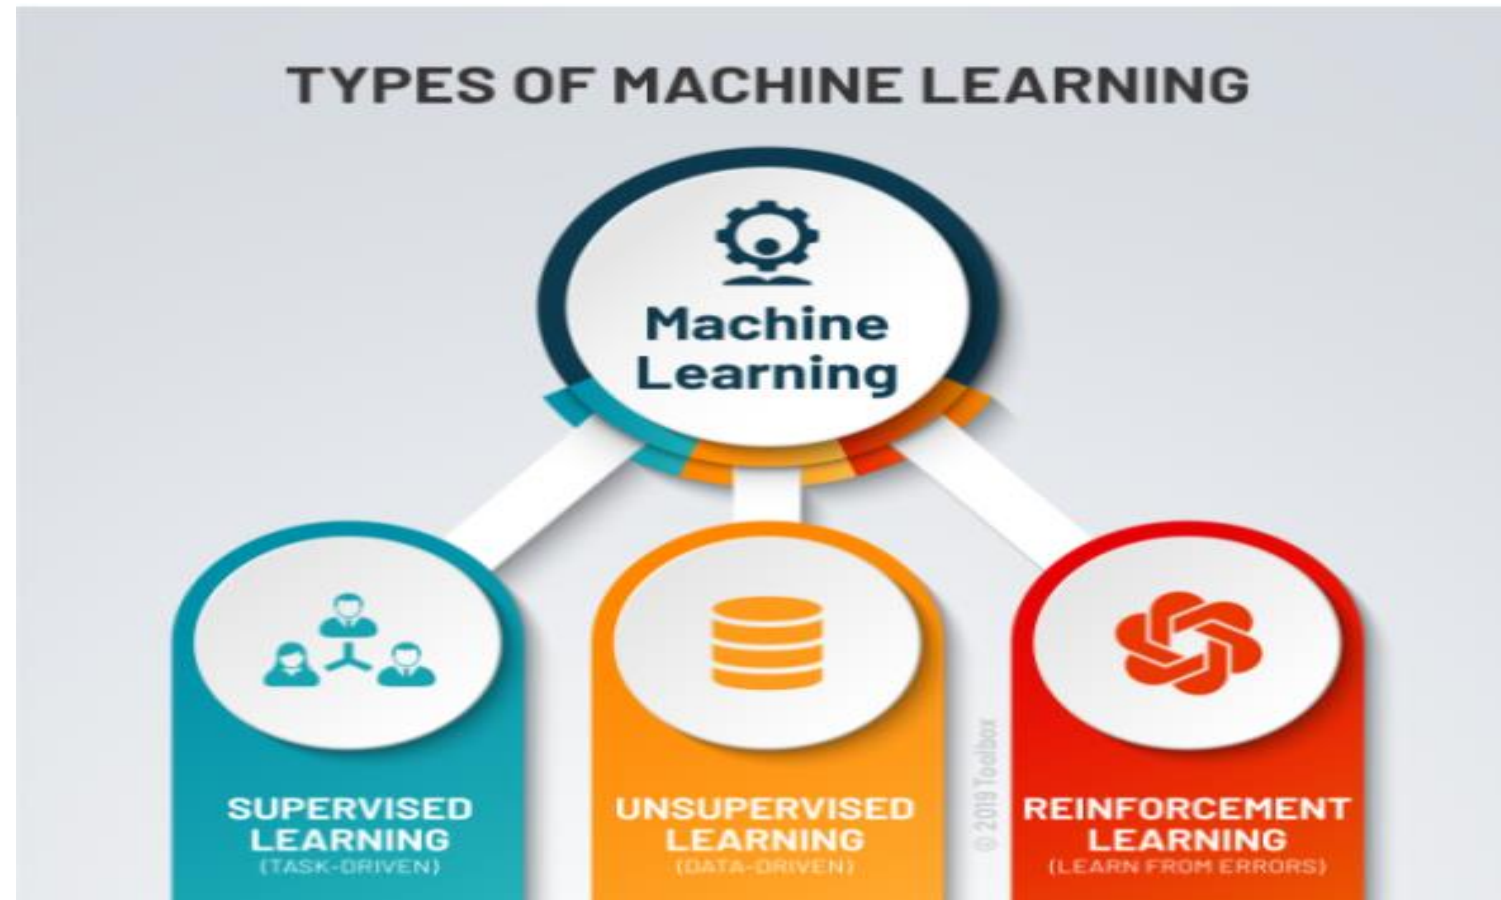 TYPES OF MACHINE LEARNING
Machine
Learning
SUPERVISED
LEARNING
(TASK-DRIVEN)
UNSUPERVISED
LEARNING
(DATA-DRIVEN)
© 2019 Toolbox
REINFORCEMENT
LEARNING
(LEARN FROM ERRORS)